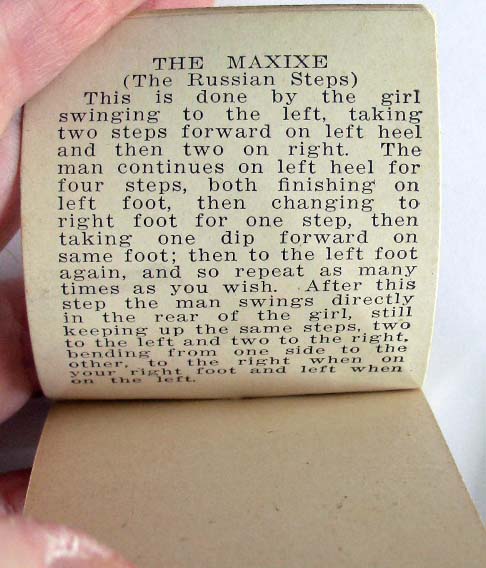 THE MAXIXE
(The Russian Steps)
This is done by the girl
swinging to the left, taking
two steps forward on left heel
and then two on right. The
man continues on left heel for
four steps, both finishing on
left foot, then changing to
right foot for one step, then
taking one dip forward on
same foot; then to the left foot
again, and so repeat as many
times as you wish. After this
step the man swings directly
in the rear of the girl, still
keeping up the same steps, two
to the left and two to the right,
bending from one side to the
other, to the right when on
your right foot and left when
on the left.